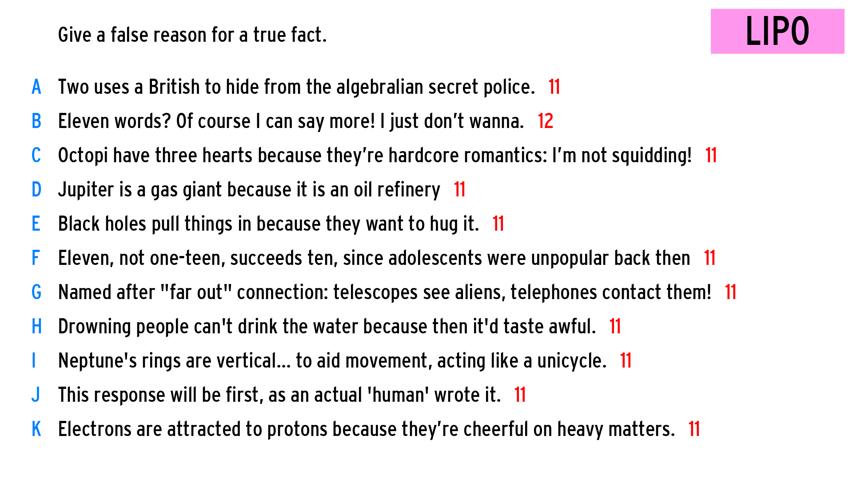 Give a false reason for a true fact.
LIPO
A Two uses a British to hide from the algebralian secret police. 11
B Eleven words? Of course I can say more! I just don’t wanna. 12
C Octopi have three hearts because they’re hardcore romantics: I’m not squidding! 11
D Jupiter is a gas giant because it is an oil refinery 11
E Black holes pull things in because they want to hug it. 11
F Eleven, not one-teen, succeeds ten, since adolescents were unpopular back then 11
G Named after "far out" connection: telescopes see aliens, telephones contact them! 11
H Drowning people can't drink the water because then it'd taste awful. 11
I Neptune's rings are vertical... to aid movement, acting like a unicycle. 11
J This response will be first, as an actual 'human' wrote it. 11
K Electrons are attracted to protons because they’re cheerful on heavy matters. 11